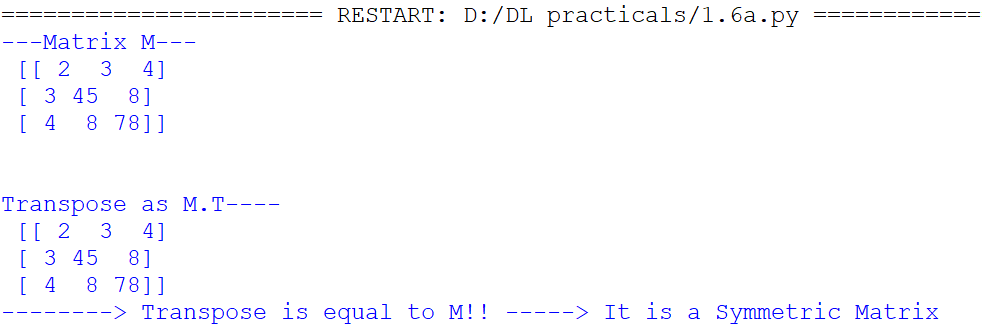 ======================= RESTART: D:/DL practicals/1.6a.py ============
---Matrix M---
 [[ 2  3  4]
 [ 3 45  8]
 [ 4  8 78]]
Transpose as M.T----
 [[ 2  3  4]
 [ 3 45  8]
 [ 4  8 78]]
--------> Transpose is equal to M!! -----> It is a Symmetric Matrix